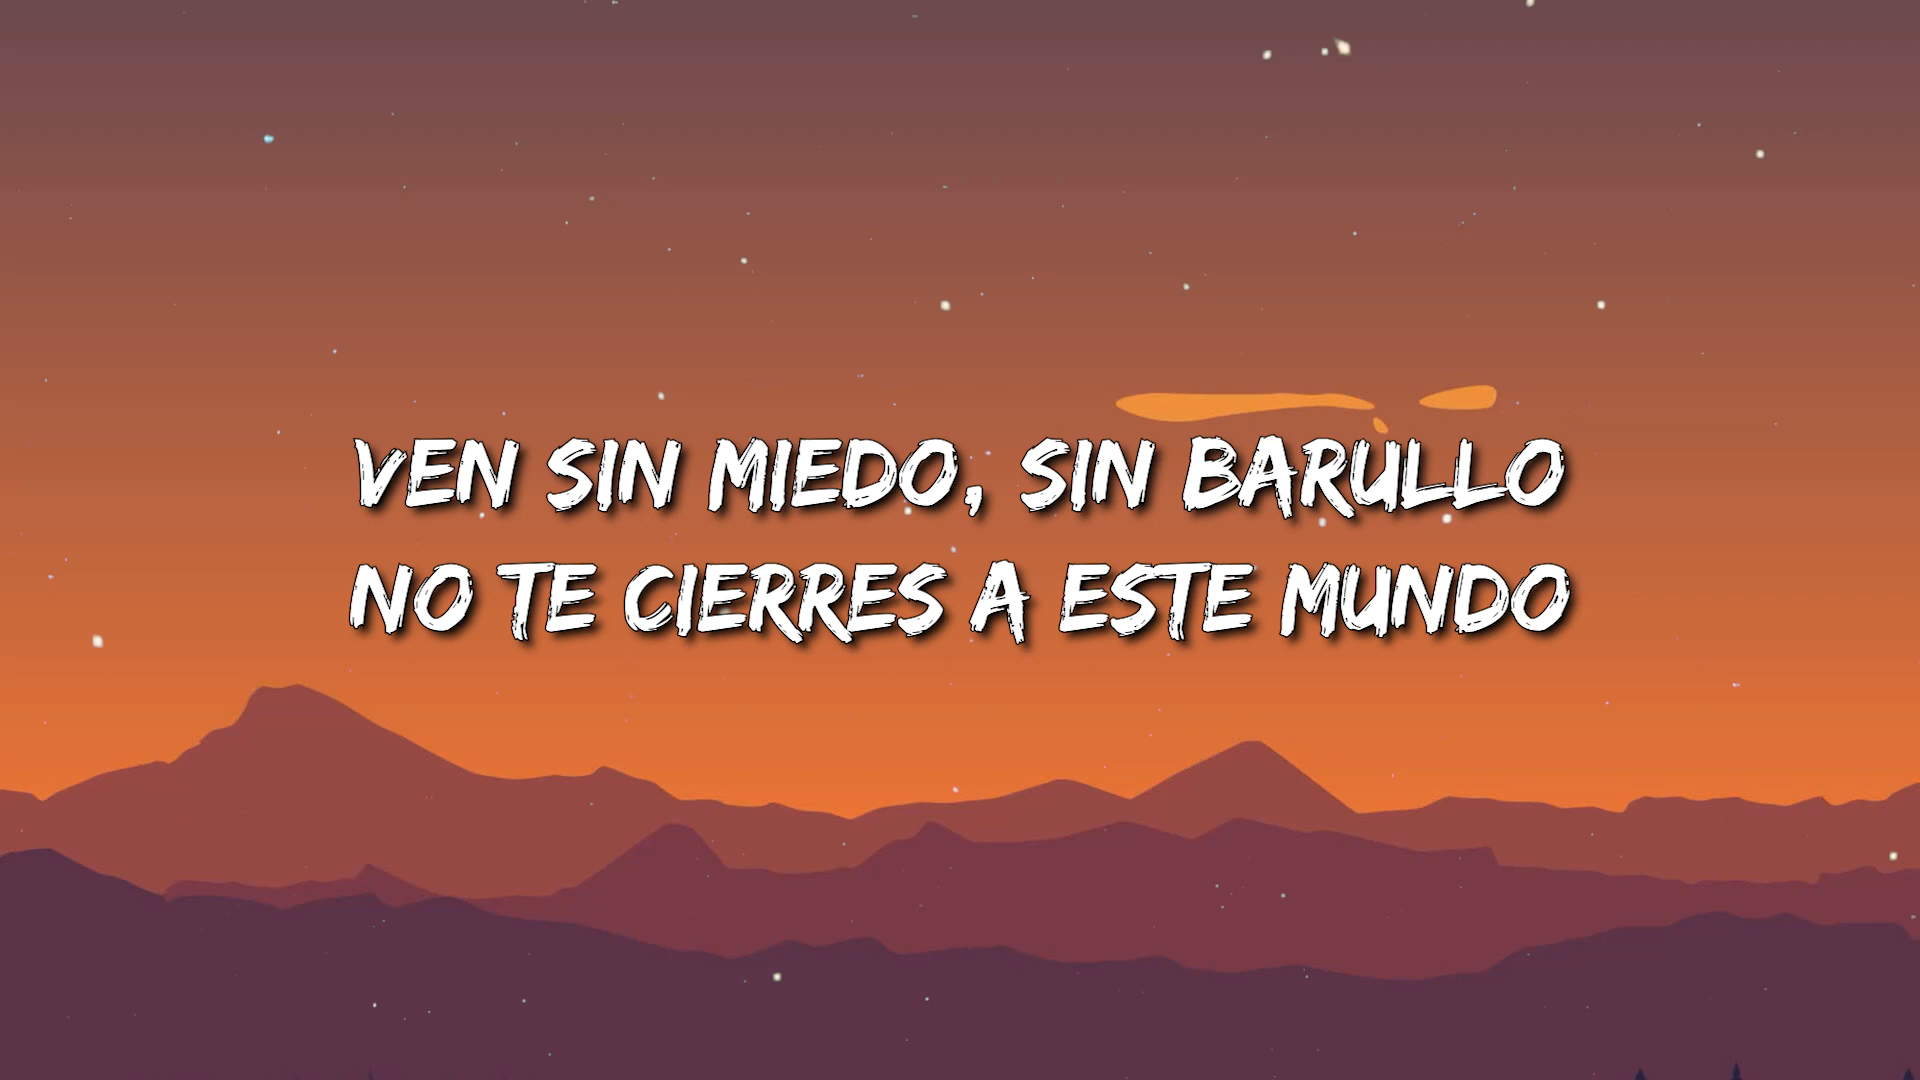 VEN SIN MIEDO, SIN BARULLO
NO TE CIERRES A ESTE MUNDO